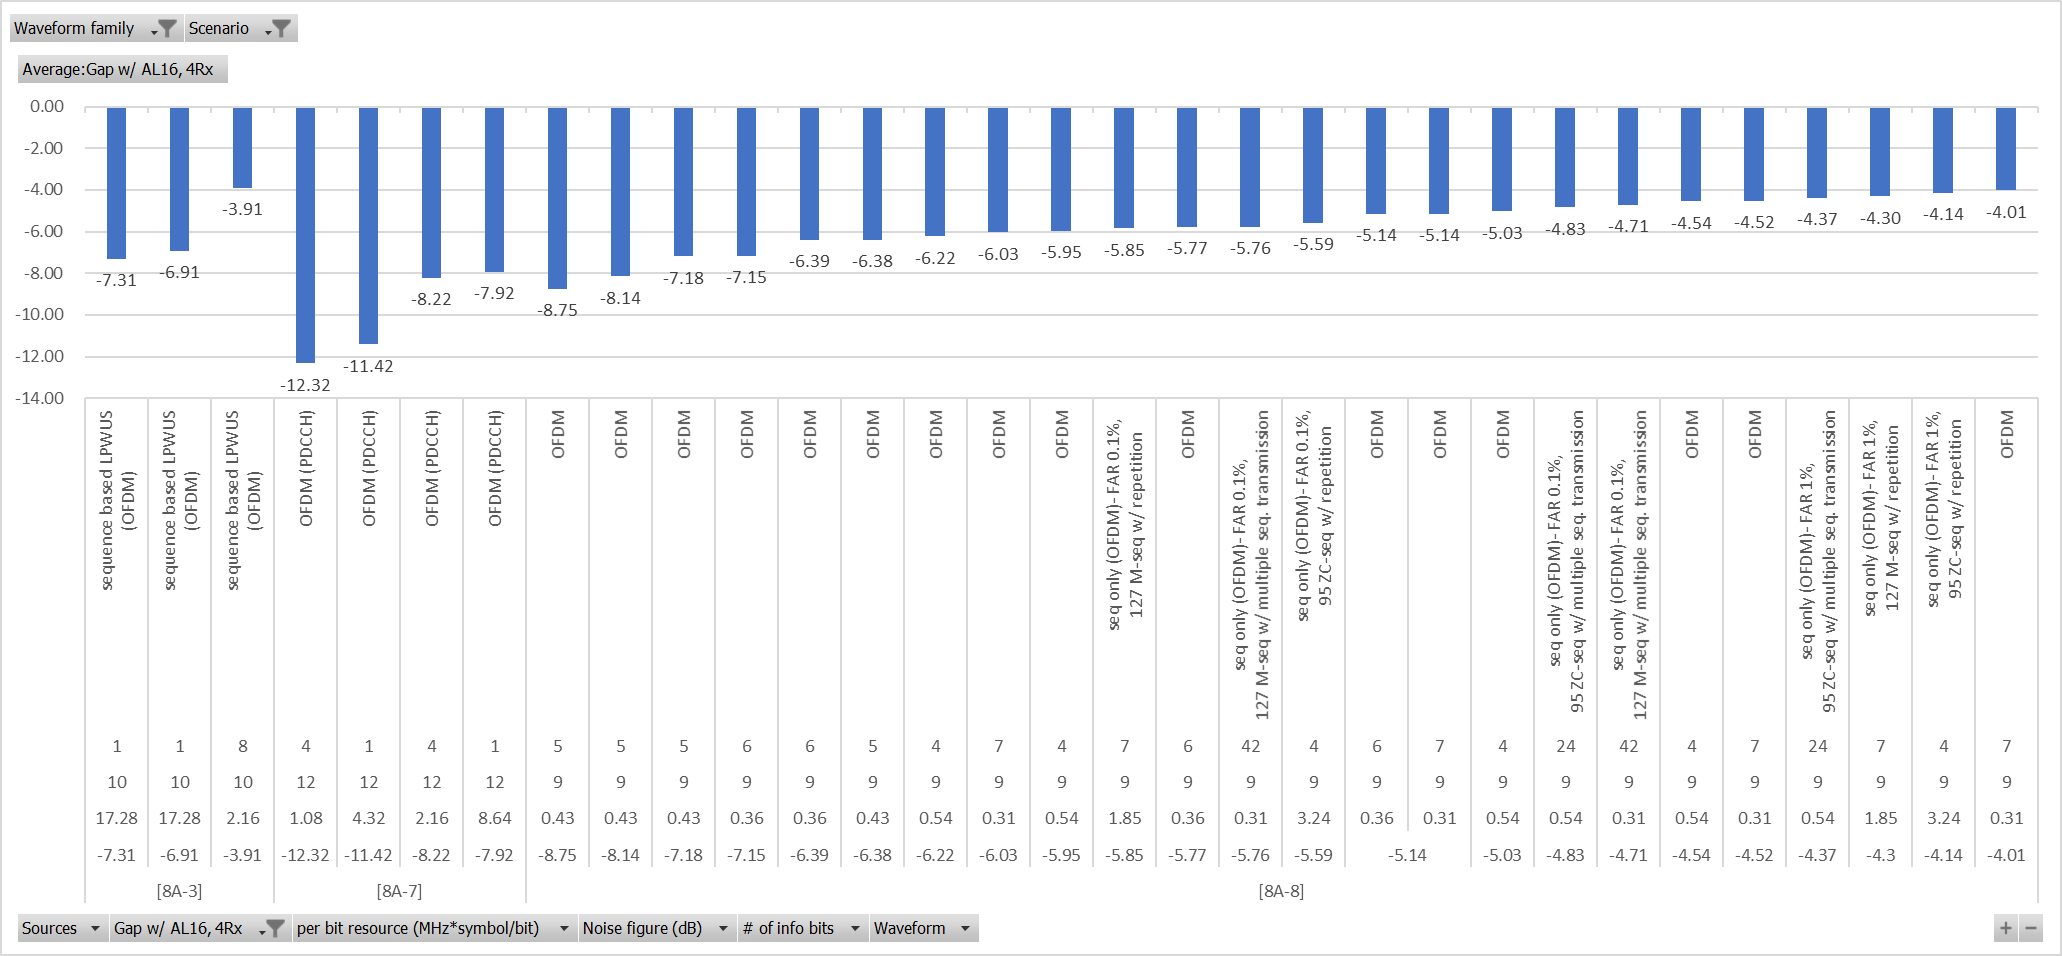 Waveform family Scenario
Average:Gap w/ AL16, 4Rx
0.00
-2.00
-4.00
-6.00
-8.00
-10.00
-12.00
-14.00
-7.31 -6.91 -3.91 -12.32 -11.42 -8.22 -7.92 -8.75 -8.14 -7.18 -7.15 -6.39 -6.38 -6.22 -6.03 -5.95 -5.85 -5.77 -5.76 -5.59 -5.14 -5.14 -5.03 -4.83 -4.71 -4.54 -4.52 -4.37 -4.30 -4.14 -4.01
sequence based LPWUS
(OFDM)
sequence based LPWUS
(OFDM)
sequence based LPWUS
(OFDM)
OFDM (PDCCH)
OFDM (PDCCH)
OFDM (PDCCH)
OFDM (PDCCH)
OFDM
OFDM
OFDM
OFDM
OFDM
OFDM
OFDM
OFDM
OFDM
seq only (OFDM)- FAR 0.1%,
127 M-seq w/ repetition
OFDM
seq only (OFDM)- FAR 0.1%,
127 M-seq w/ multiple seq. transmission
seq only (OFDM)- FAR 0.1%,
95 ZC-seq w/ repetition
OFDM
OFDM
OFDM
seq only (OFDM)- FAR 0.1%,
95 ZC-seq w/ multiple seq. transmission
seq only (OFDM)- FAR 0.1%,
127 M-seq w/ multiple seq. transmission
OFDM
OFDM
seq only (OFDM)- FAR 1%,
95 ZC-seq w/ multiple seq. transmission
seq only (OFDM)- FAR 1%,
127 M-seq w/ repetition
seq only (OFDM)- FAR 1%,
95 ZC-seq w/ repetition
OFDM
1 1 8 4 1 4 1 5 5 5 6 6 5 4 7 4 7 6 42 4 6 7 4 24 42 4 7 24 7 4 7
10 10 10 12 12 12 12 9 9 9 9 9 9 9 9 9 9 9 9 9 9 9 9 9 9 9 9 9 9 9 9
17.28 17.28 2.16 1.08 4.32 2.16 8.64 0.43 0.43 0.43 0.36 0.36 0.43 0.54 0.31 0.54 1.85 0.36 0.31 3.24 0.36 0.31 0.54 0.54 0.31 0.54 0.31 0.54 1.85 3.24 0.31
-7.31 -6.91 -3.91 -12.32 -11.42 -8.22 -7.92 -8.75 -8.14 -7.18 -7.15 -6.39 -6.38 -6.22 -6.03 -5.95 -5.85 -5.77 -5.76 -5.59 -5.14 -5.03 -4.83 -4.71 -4.54 -4.52 -4.37 -4.3 -4.14 -4.01
[8A-3] [8A-7] [8A-8]
Sources Gap w/ AL16, 4Rx per bit resource (MHz*symbol/bit) Noise figure (dB) # of info bits Waveform + −